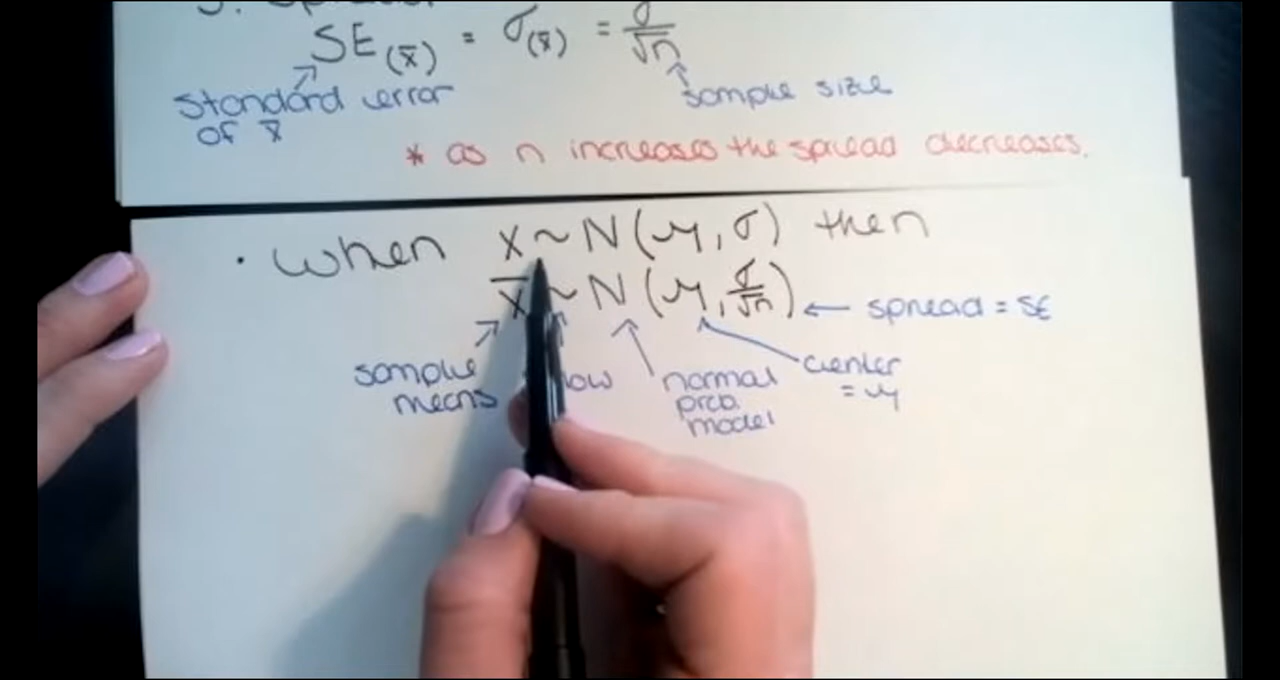 SE(x̄) = σ(x̄) = σ/√n
standard error of x̄
sample size
* as n increases the spread decreases.
• When X ~ N(μ, σ) then
x̄ ~ N(μ, σ/√n) ← spread = SE
sample means
normal prob. model
center = μ